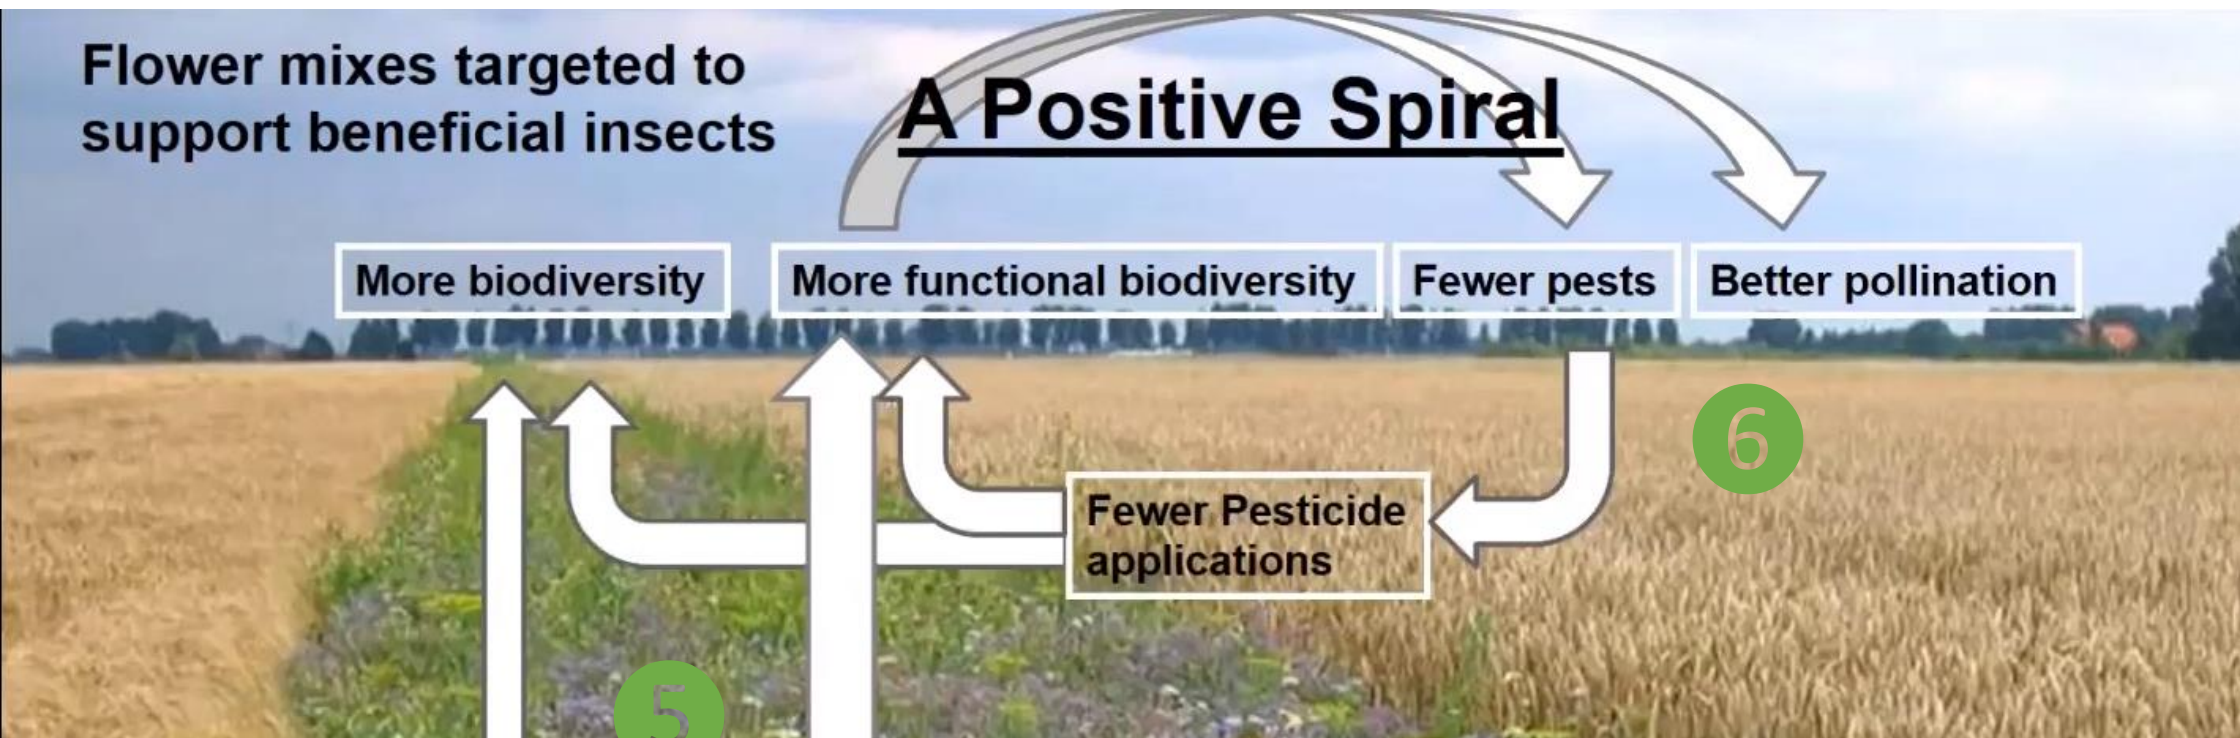 Flower mixes targeted to
support beneficial insects
A Positive Spiral
More biodiversity
More functional biodiversity
Fewer pests
Better pollination
6
Fewer Pesticide
applications
5